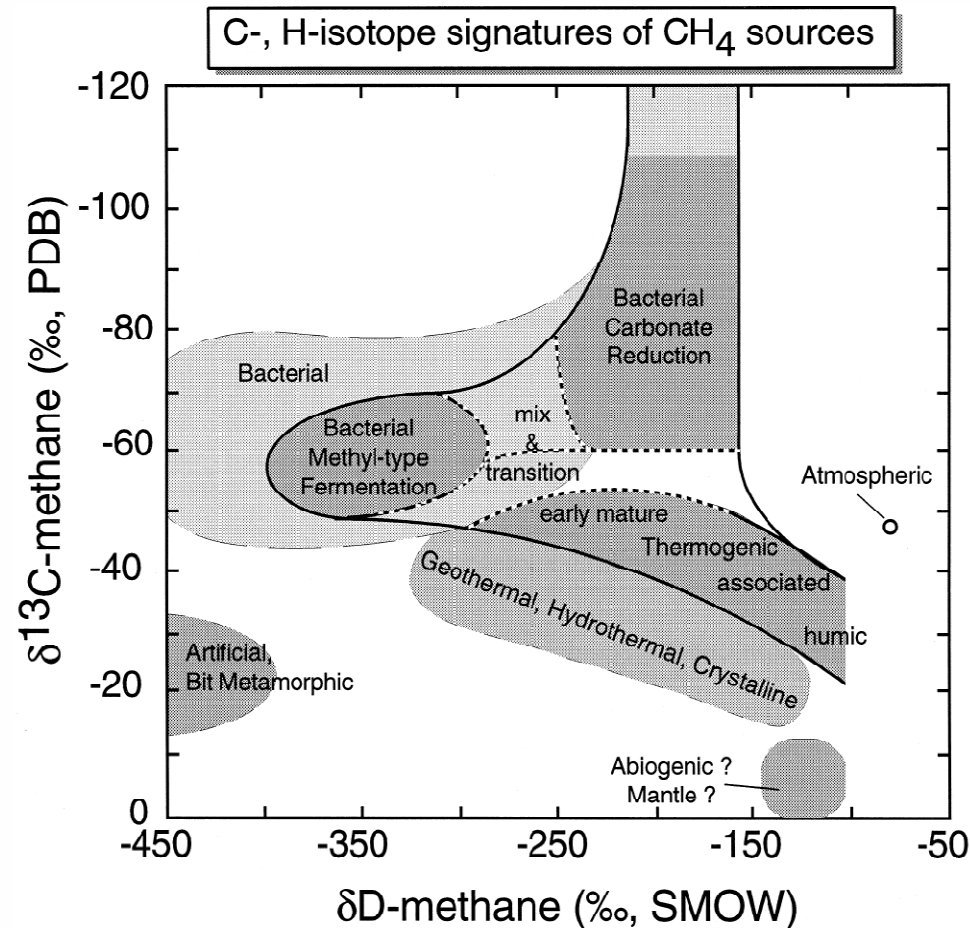 C-, H-isotope signatures of CH4 sources
δ13C-methane (‰, PDB)
-120
-100
-80
-60
-40
-20
0
Bacterial
Carbonate
Reduction
Bacterial
mix
&
transition
Bacterial
Methyl-type
Fermentation
Atmospheric
early mature
Thermogenic
associated
humic
Geothermal, Hydrothermal, Crystalline
Artificial,
Bit Metamorphic
Abiogenic ?
Mantle ?
-450
-350
-250
-150
-50
δD-methane (‰, SMOW)